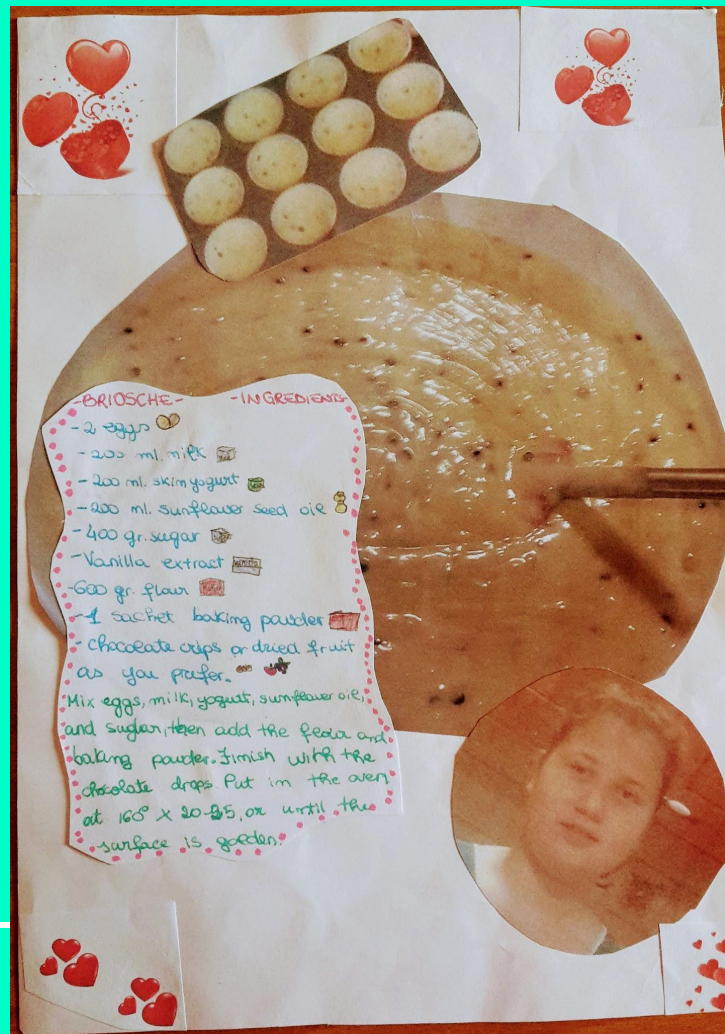 -BRIOSCHE- -INGREDIENTS
- 2 eggs
- 200 ml. milk
- 200 ml. skim yogurt
- 200 ml. sunflower seed oil
- 400 gr. sugar
- Vanilla extract
- 600 gr. flour
- 1 sachet baking powder
- chocolate crips or dried fruit
as you prefer.
Mix eggs, milk, yogurt, sunflower oil,
and sugar, then add the flour and
baking powder. Finish with the
chocolate drops. Put in the oven
at 160° X 20-25, or until the
surface is golden.